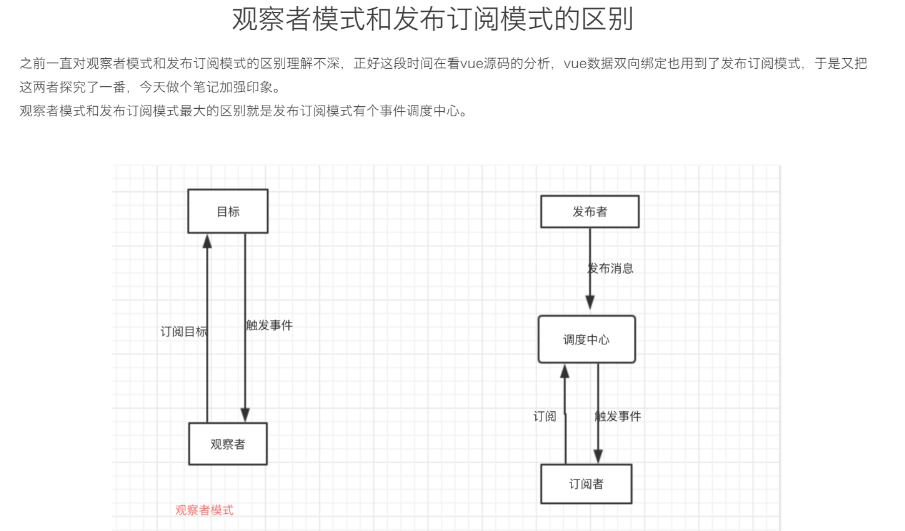 观察者模式和发布订阅模式的区别
之前一直对观察者模式和发布订阅模式的区别理解不深，正好这段时间在看vue源码的分析，vue数据双向绑定也用到了发布订阅模式，于是又把
这两者探究了一番，今天做个笔记加强印象。
观察者模式和发布订阅模式最大的区别就是发布订阅模式有个事件调度中心。
目标
订阅目标
触发事件
观察者
观察者模式
发布者
发布消息
调度中心
订阅
触发事件
订阅者